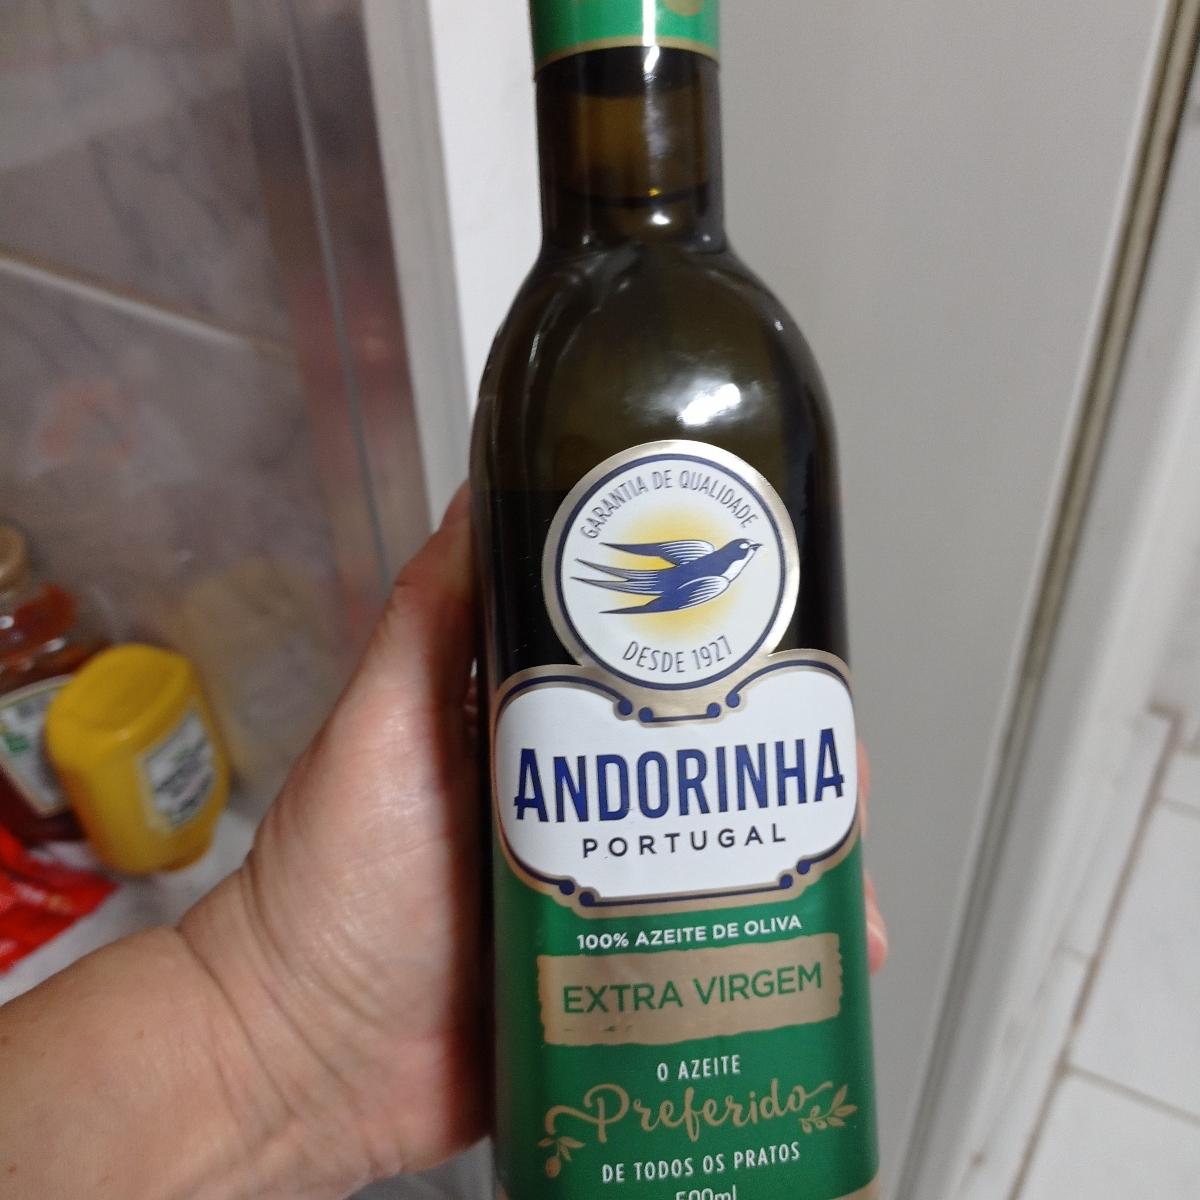 GARANTIA DE QUALIDADE
DESDE 1927
ANDORINHA
PORTUGAL
100% AZEITE DE OLIVA
EXTRA VIRGEM
O AZEITE
Preferido
DE TODOS OS PRATOS
500ml